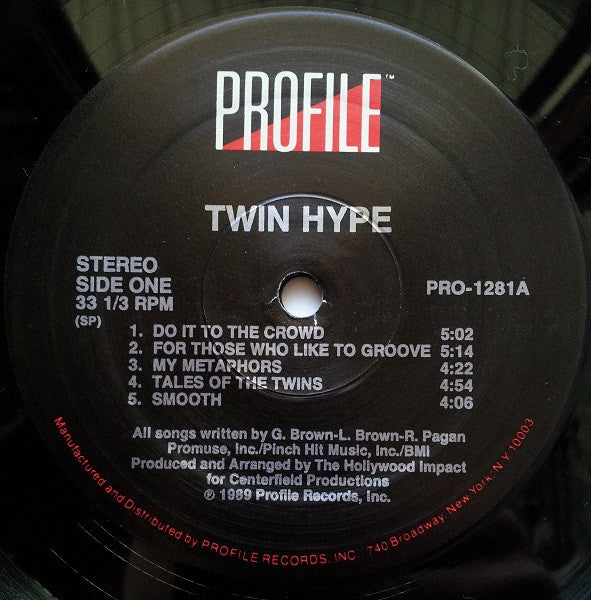 PROFILE™
TWIN HYPE
STEREO
SIDE ONE
33 1/3 RPM
(SP)
PRO-1281A
1. DO IT TO THE CROWD 5:02
2. FOR THOSE WHO LIKE TO GROOVE 5:14
3. MY METAPHORS 4:22
4. TALES OF THE TWINS 4:54
5. SMOOTH 4:06
All songs written by G. Brown-L. Brown-R. Pagan
Promuse, Inc./Pinch Hit Music, Inc./BMI
Produced and Arranged by The Hollywood Impact
for Centerfield Productions
℗ 1989 Profile Records, Inc.
Manufactured and Distributed by PROFILE RECORDS, INC 740 Broadway, New York, N.Y 10003